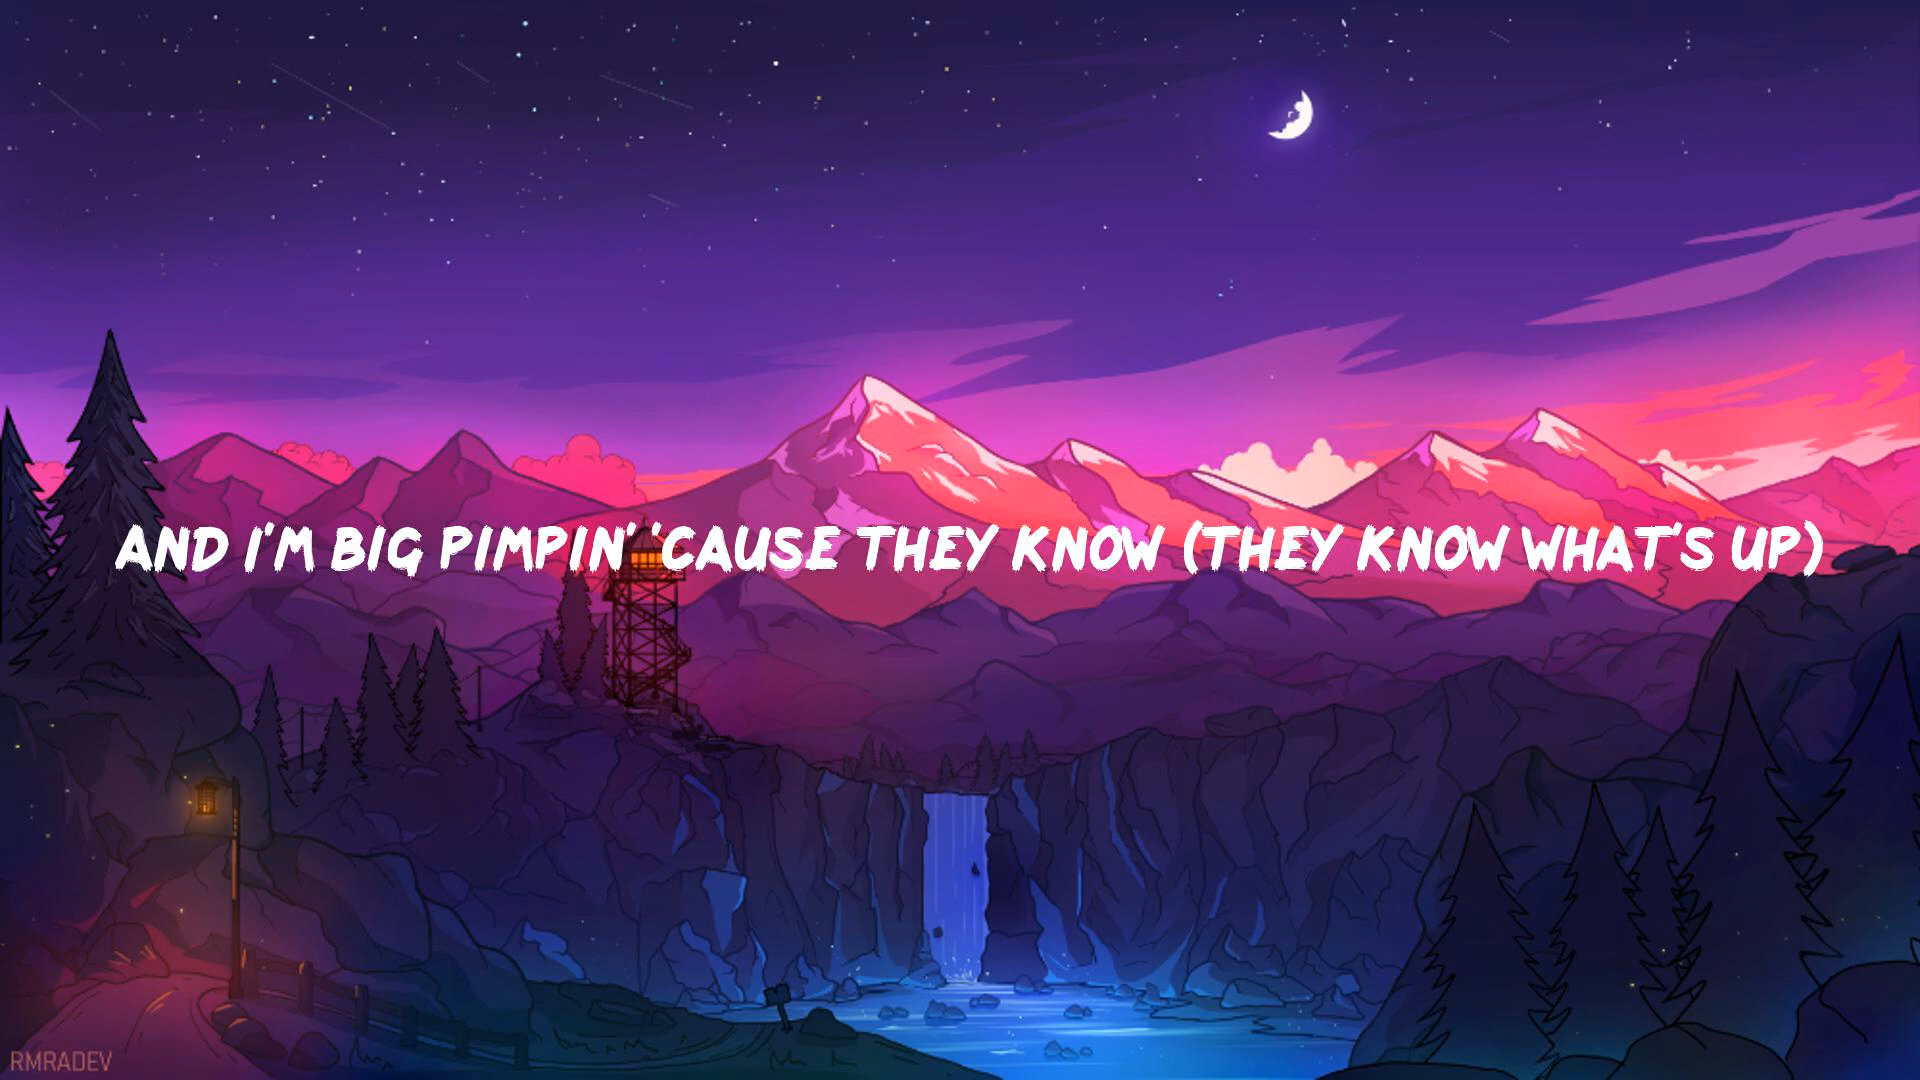 AND I'M BIG PIMPIN' 'CAUSE THEY KNOW (THEY KNOW WHAT'S UP)
RMRADEV